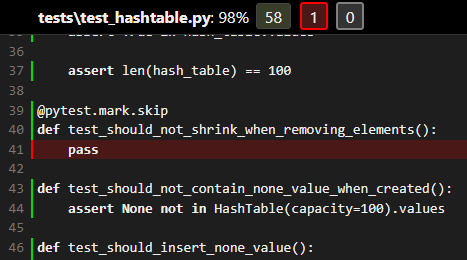 tests\test_hashtable.py: 98% 58 1 0
36
37 assert len(hash_table) == 100
38
39 @pytest.mark.skip
40 def test_should_not_shrink_when_removing_elements():
41 pass
42
43 def test_should_not_contain_none_value_when_created():
44 assert None not in HashTable(capacity=100).values
45
46 def test_should_insert_none_value():